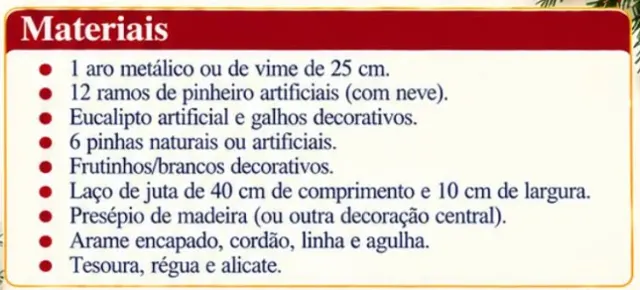 Materiais
1 aro metálico ou de vime de 25 cm.
12 ramos de pinheiro artificiais (com neve).
Eucalipto artificial e galhos decorativos.
6 pinhas naturais ou artificiais.
Frutinhos/brancos decorativos.
Laço de juta de 40 cm de comprimento e 10 cm de largura.
Presépio de madeira (ou outra decoração central).
Arame encapado, cordão, linha e agulha.
Tesoura, régua e alicate.